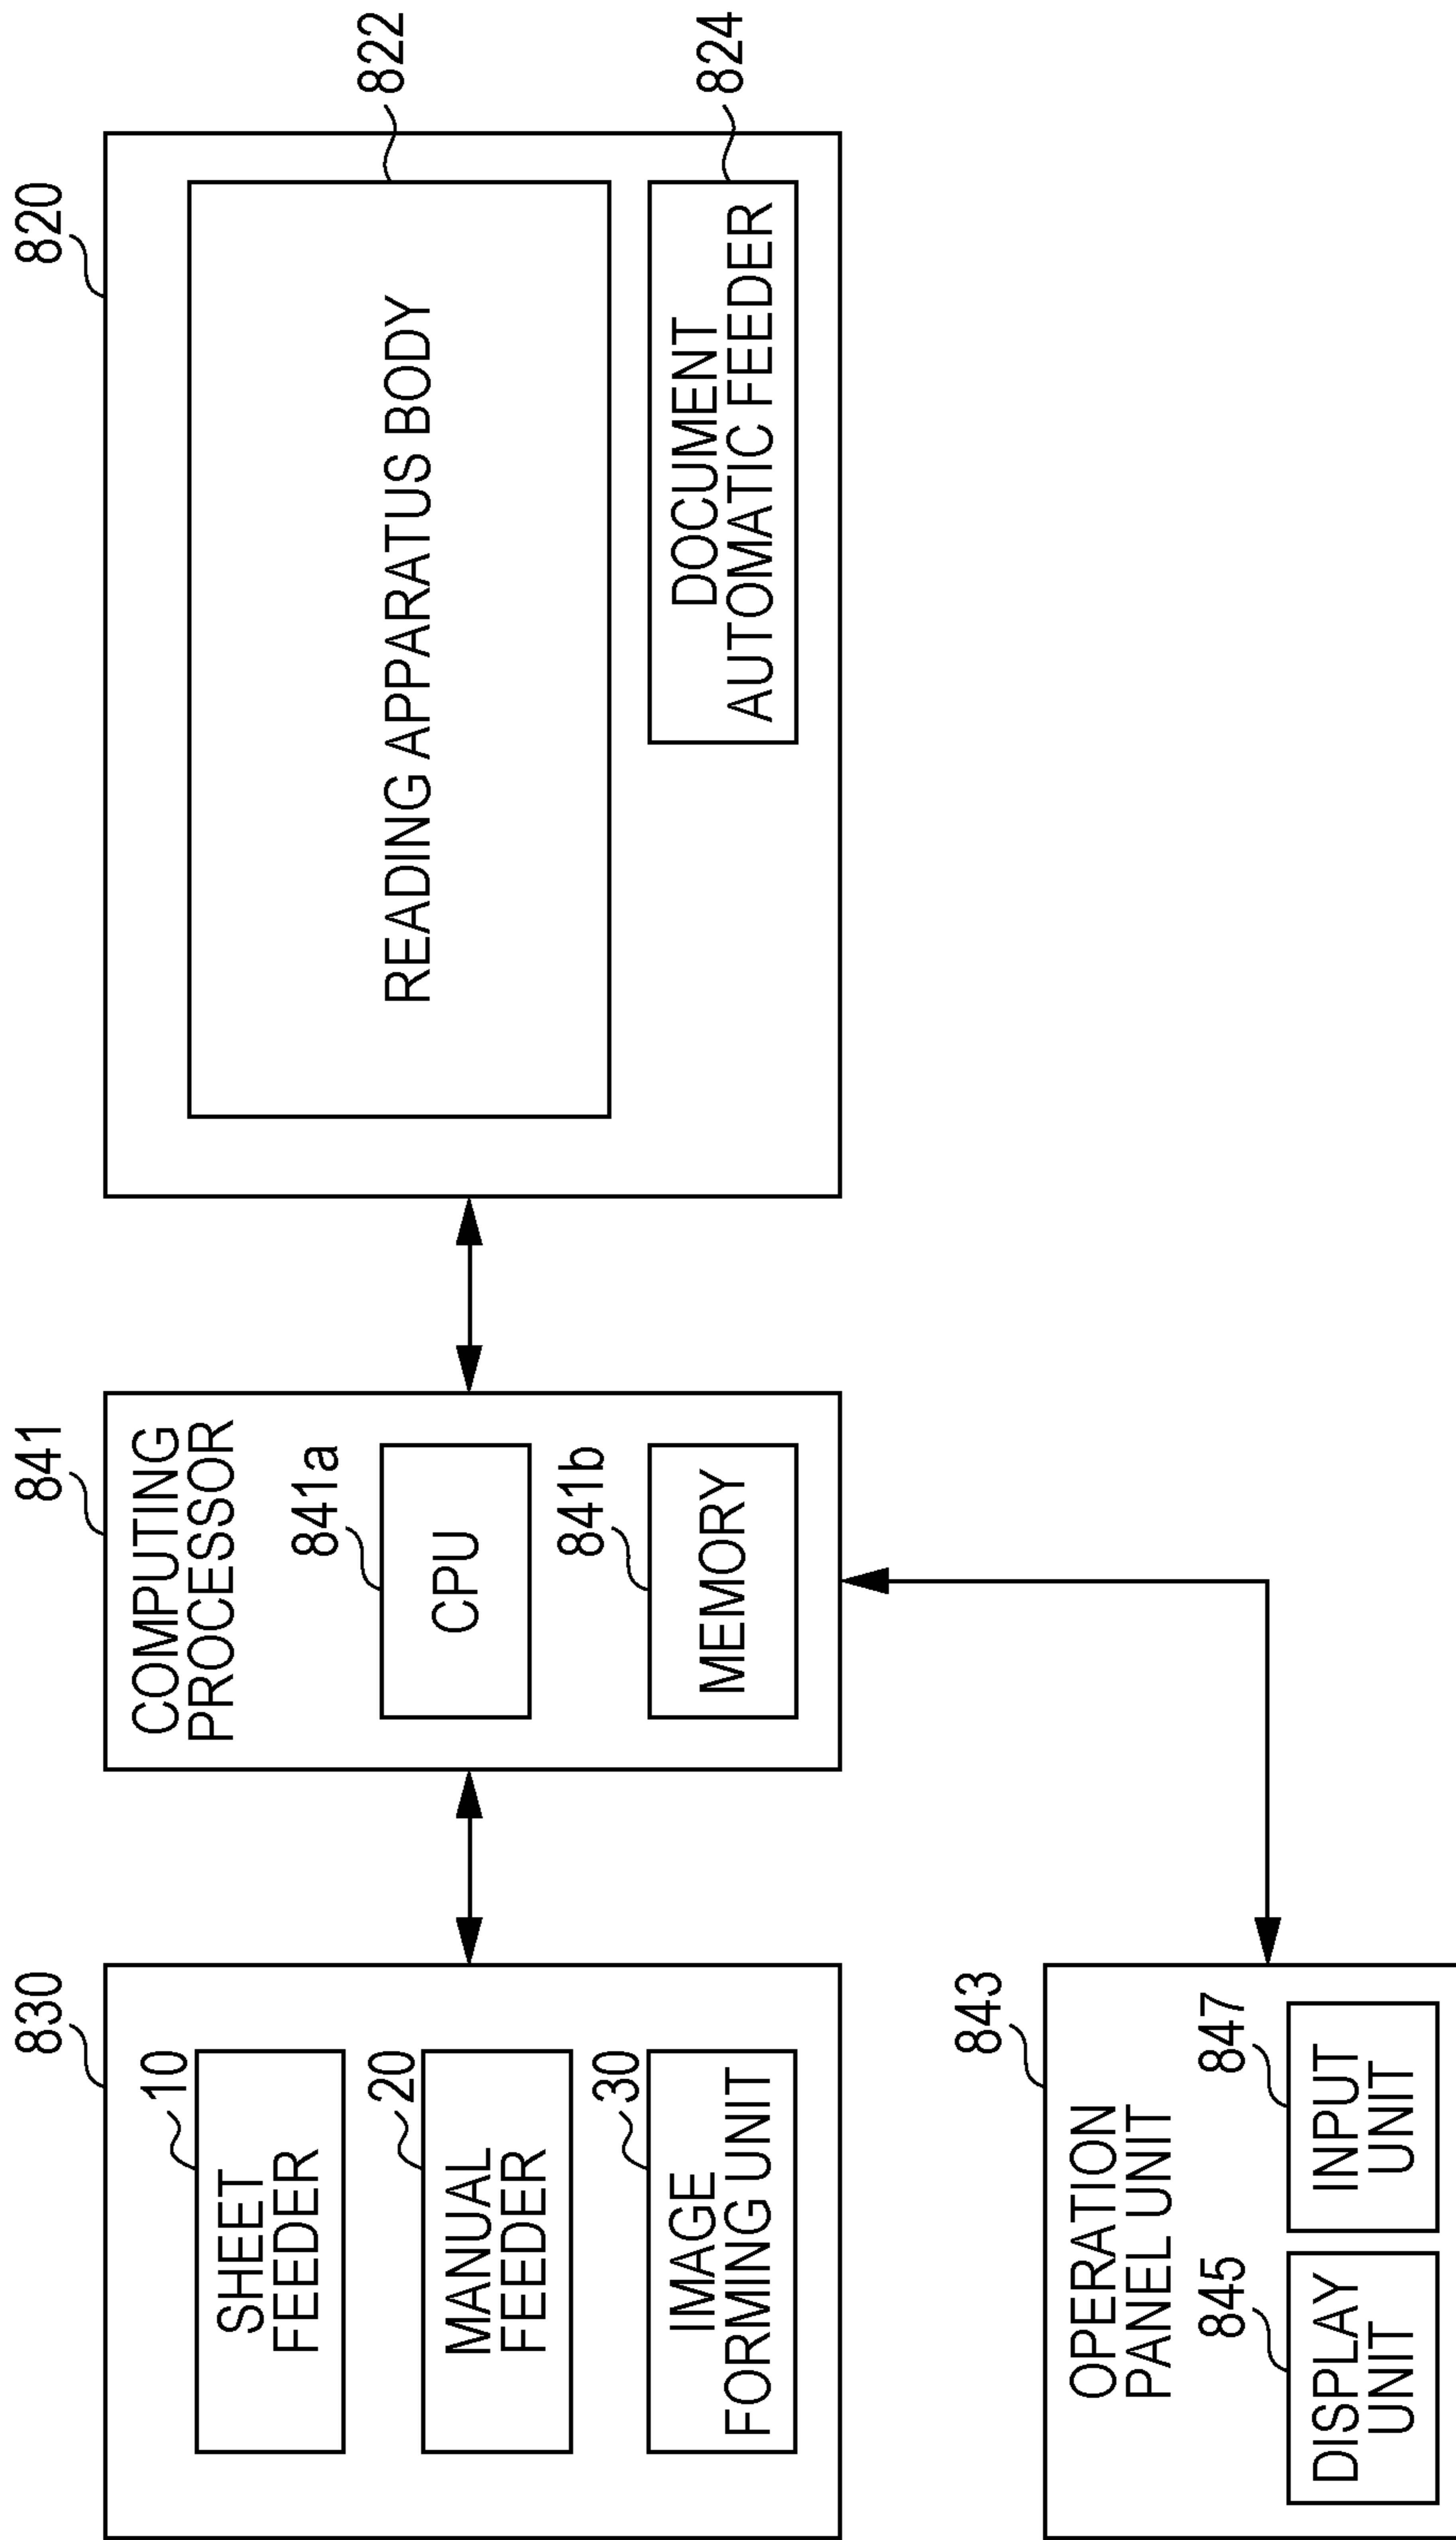 830
10
SHEET
FEEDER
20
MANUAL
FEEDER
30
IMAGE
FORMING UNIT
841
COMPUTING
PROCESSOR
841a
CPU
841b
MEMORY
820
822
READING APPARATUS BODY
824
DOCUMENT
AUTOMATIC FEEDER
843
OPERATION
PANEL UNIT
845
DISPLAY
UNIT
847
INPUT
UNIT